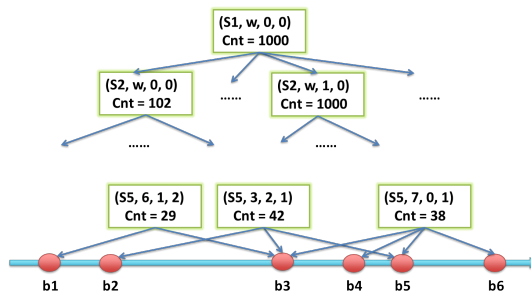 (S1, w, 0, 0)
Cnt = 1000
(S2, w, 0, 0)
Cnt = 102
......
(S2, w, 1, 0)
Cnt = 1000
......
......
......
(S5, 6, 1, 2)
Cnt = 29
(S5, 3, 2, 1)
Cnt = 42
(S5, 7, 0, 1)
Cnt = 38
b1 b2 b3 b4 b5 b6